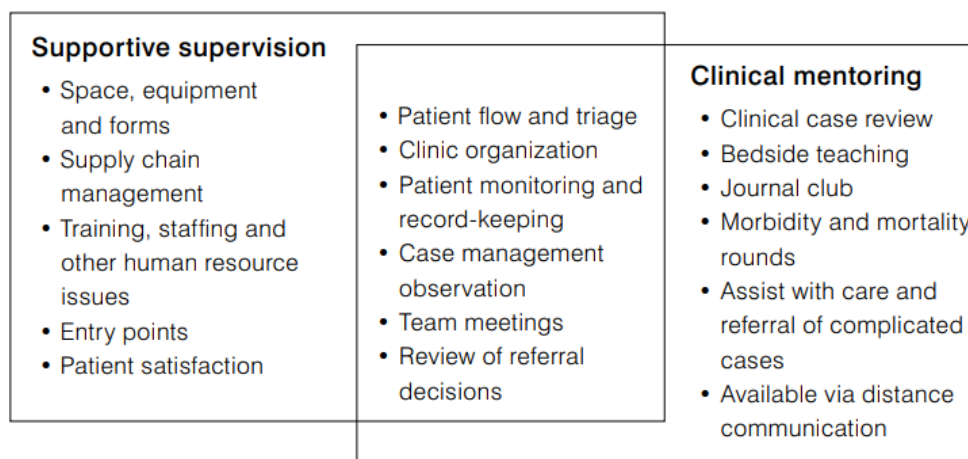 Supportive supervision
• Space, equipment
and forms
• Supply chain
management
• Training, staffing and
other human resource
issues
• Entry points
• Patient satisfaction
• Patient flow and triage
• Clinic organization
• Patient monitoring and
record-keeping
• Case management
observation
• Team meetings
• Review of referral
decisions
Clinical mentoring
• Clinical case review
• Bedside teaching
• Journal club
• Morbidity and mortality
rounds
• Assist with care and
referral of complicated
cases
• Available via distance
communication